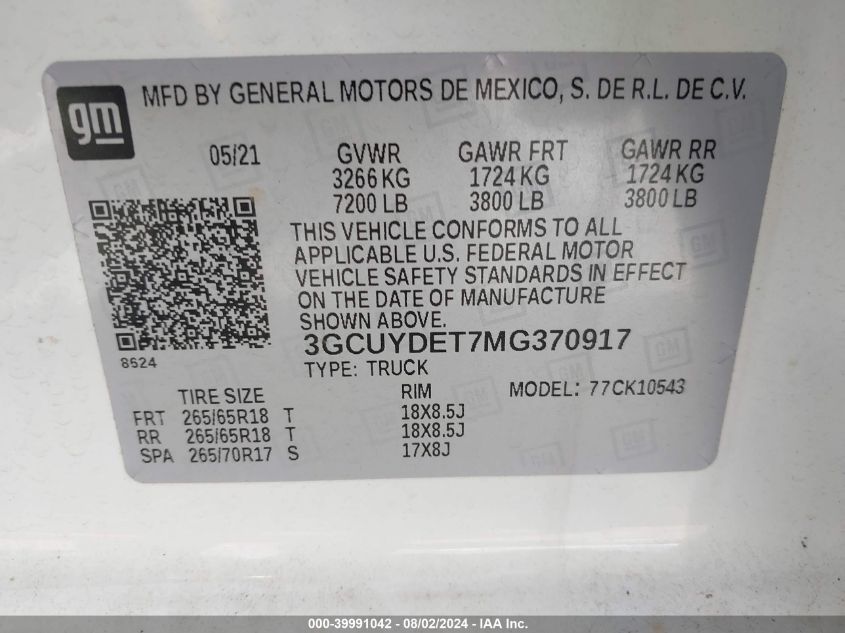 gm
MFD BY GENERAL MOTORS DE MEXICO, S. DE R.L. DE C.V.
05/21 GVWR GAWR FRT GAWR RR
3266 KG 1724 KG 1724 KG
7200 LB 3800 LB 3800 LB
THIS VEHICLE CONFORMS TO ALL
APPLICABLE U.S. FEDERAL MOTOR
VEHICLE SAFETY STANDARDS IN EFFECT
ON THE DATE OF MANUFACTURE
SHOWN ABOVE.
3GCUYDET7MG370917
8624
TYPE: TRUCK
TIRE SIZE RIM MODEL: 77CK10543
FRT 265/65R18 T 18X8.5J
RR 265/65R18 T 18X8.5J
SPA 265/70R17 S 17X8J
000-39991042 - 08/02/2024 - IAA Inc.